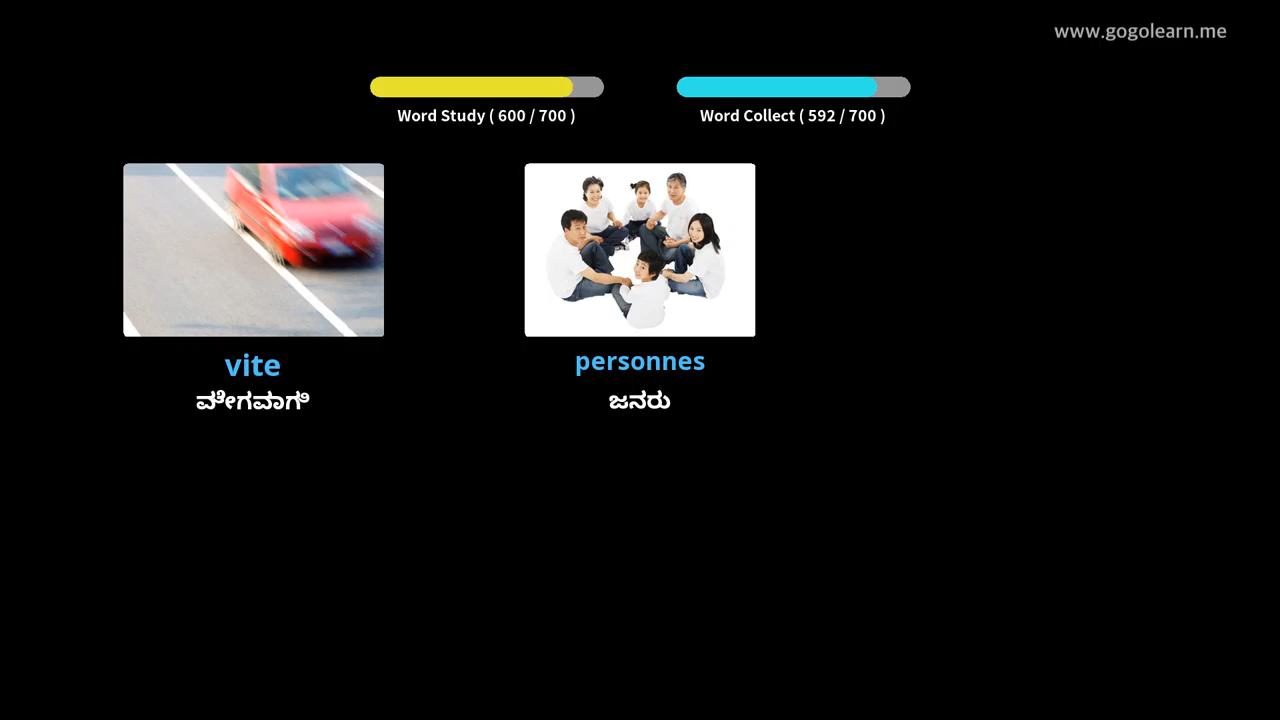 www.gogolearn.me
Word Study ( 600 / 700 )
Word Collect ( 592 / 700 )
vite
ವೇಗವಾಗಿ
personnes
ಜನರು